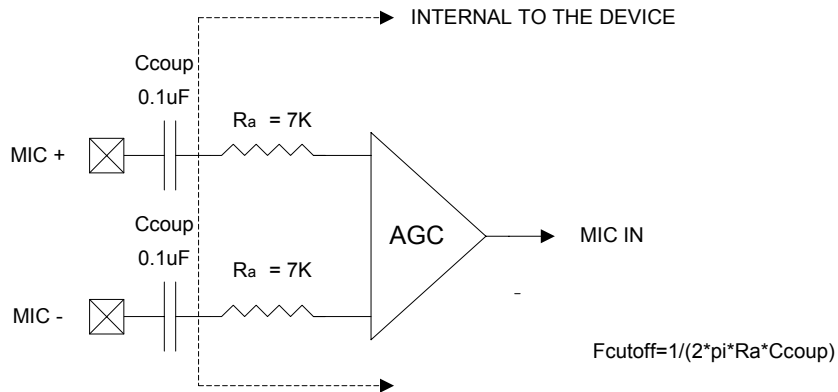 INTERNAL TO THE DEVICE
Ccoup
0.1uF
Ra = 7K
MIC +
Ccoup
0.1uF
AGC
MIC IN
Ra = 7K
MIC -
Fcutoff=1/(2*pi*Ra*Ccoup)